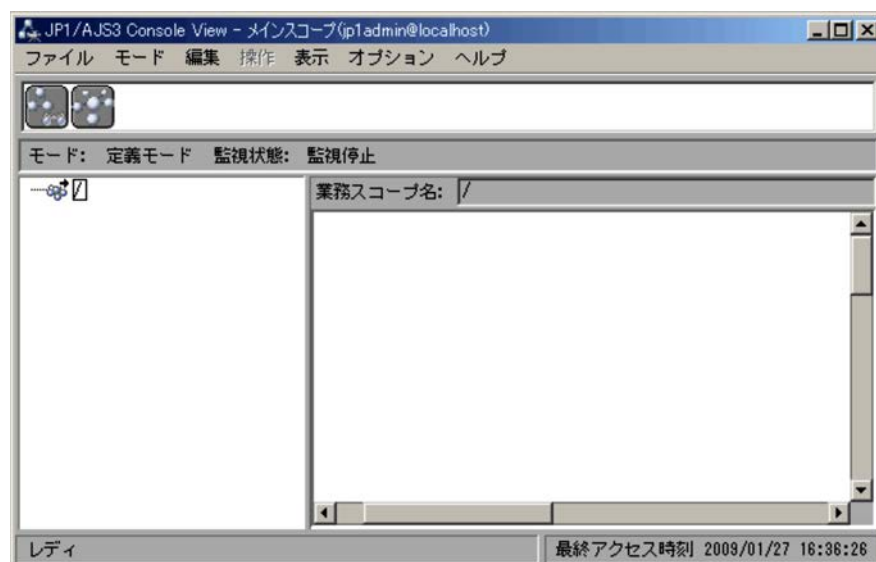 JP1/AJS3 Console View - メインスコープ(jp1admin@localhost)
ファイル モード 編集 操作 表示 オプション ヘルプ
モード: 定義モード 監視状態: 監視停止
/
業務スコープ名: /
レディ
最終アクセス時刻 2009/01/27 16:36:26